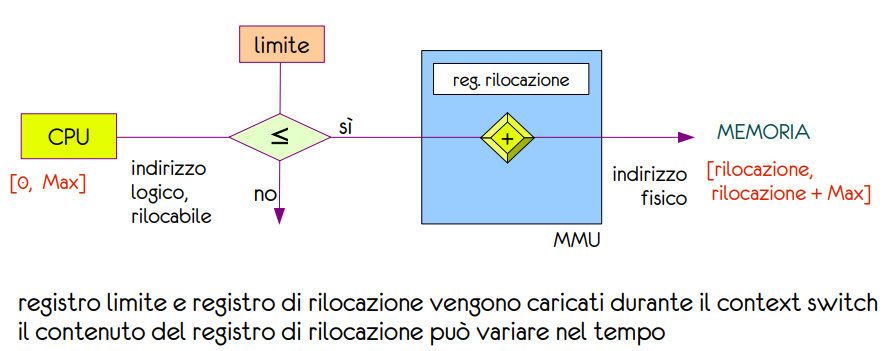 limite
reg. rilocazione
CPU
≤
sì
+
MEMORIA
[0, Max]
indirizzo
logico,
rilocabile
no
indirizzo
fisico
[rilocazione,
rilocazione + Max]
MMU
registro limite e registro di rilocazione vengono caricati durante il context switch
il contenuto del registro di rilocazione può variare nel tempo